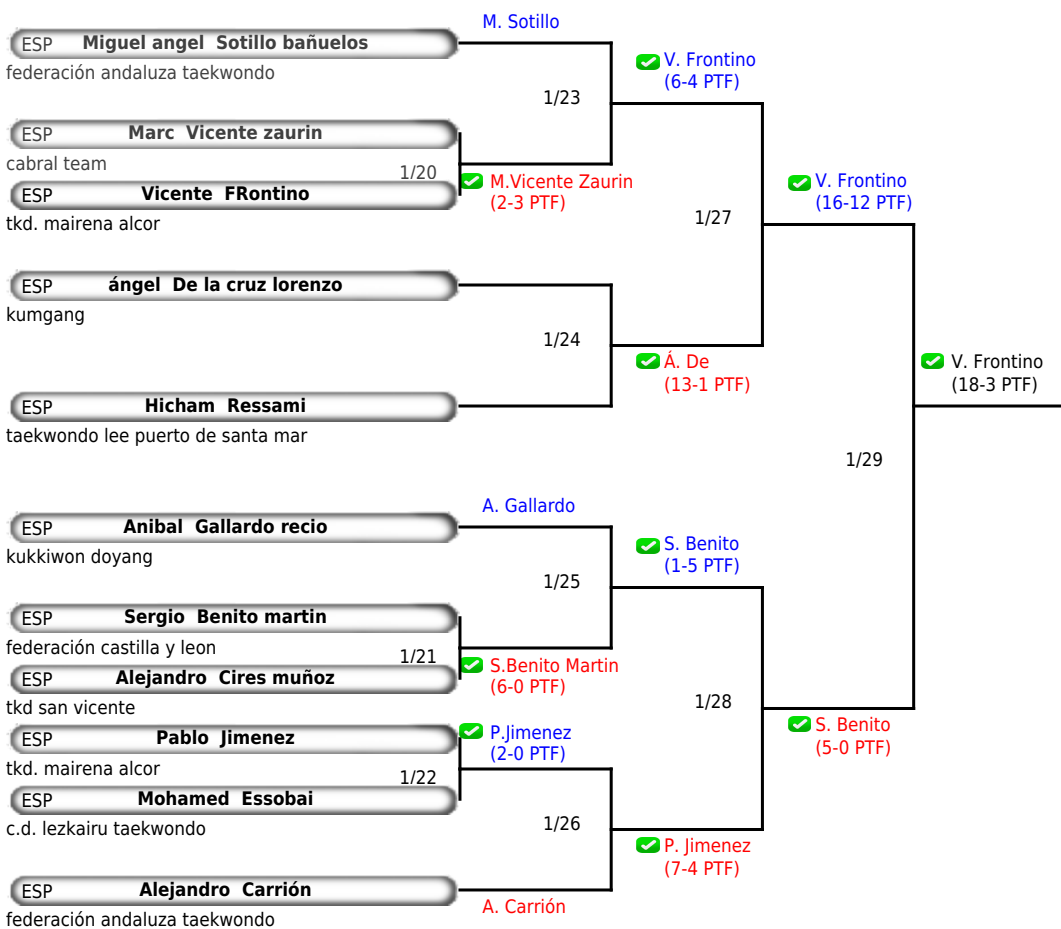 M. Sotillo
ESP Miguel angel Sotillo bañuelos
federación andaluza taekwondo
V. Frontino
(6-4 PTF)
1/23
ESP Marc Vicente zaurin
cabral team
1/20
M.Vicente Zaurin
(2-3 PTF)
ESP Vicente FRontino
tkd. mairena alcor
V. Frontino
(16-12 PTF)
1/27
ESP ángel De la cruz lorenzo
kumgang
1/24
Á. De
(13-1 PTF)
V. Frontino
(18-3 PTF)
ESP Hicham Ressami
taekwondo lee puerto de santa mar
1/29
A. Gallardo
ESP Anibal Gallardo recio
kukkiwon doyang
S. Benito
(1-5 PTF)
1/25
ESP Sergio Benito martin
federación castilla y leon
1/21
S.Benito Martin
(6-0 PTF)
ESP Alejandro Cires muñoz
tkd san vicente
1/28
S. Benito
(5-0 PTF)
ESP Pablo Jimenez
tkd. mairena alcor
P.Jimenez
(2-0 PTF)
1/22
ESP Mohamed Essobai
c.d. lezkairu taekwondo
1/26
P. Jimenez
(7-4 PTF)
ESP Alejandro Carrión
federación andaluza taekwondo
A. Carrión